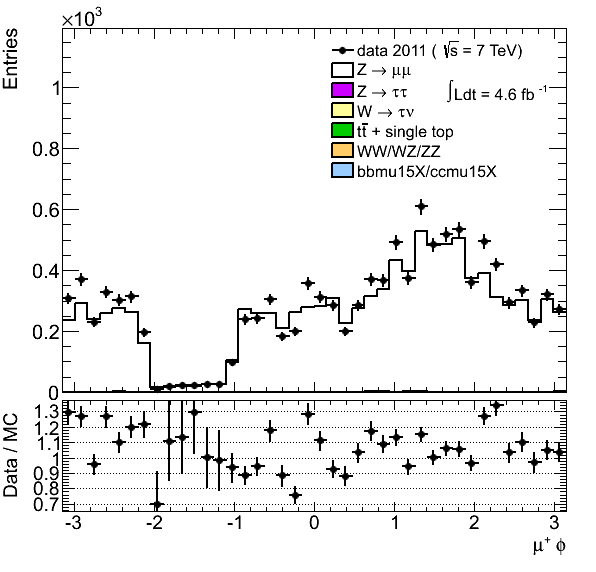 ×10³
Entries
1
0.8
0.6
0.4
0.2
0
data 2011 ( √s = 7 TeV)
Z → μμ
Z → ττ
W → τν
tt̄ + single top
WW/WZ/ZZ
bbmu15X/ccmu15X
∫Ldt = 4.6 fb⁻¹
Data / MC
1.3
1.2
1.1
1
0.9
0.8
0.7
-3 -2 -1 0 1 2 3
μ⁺ ϕ